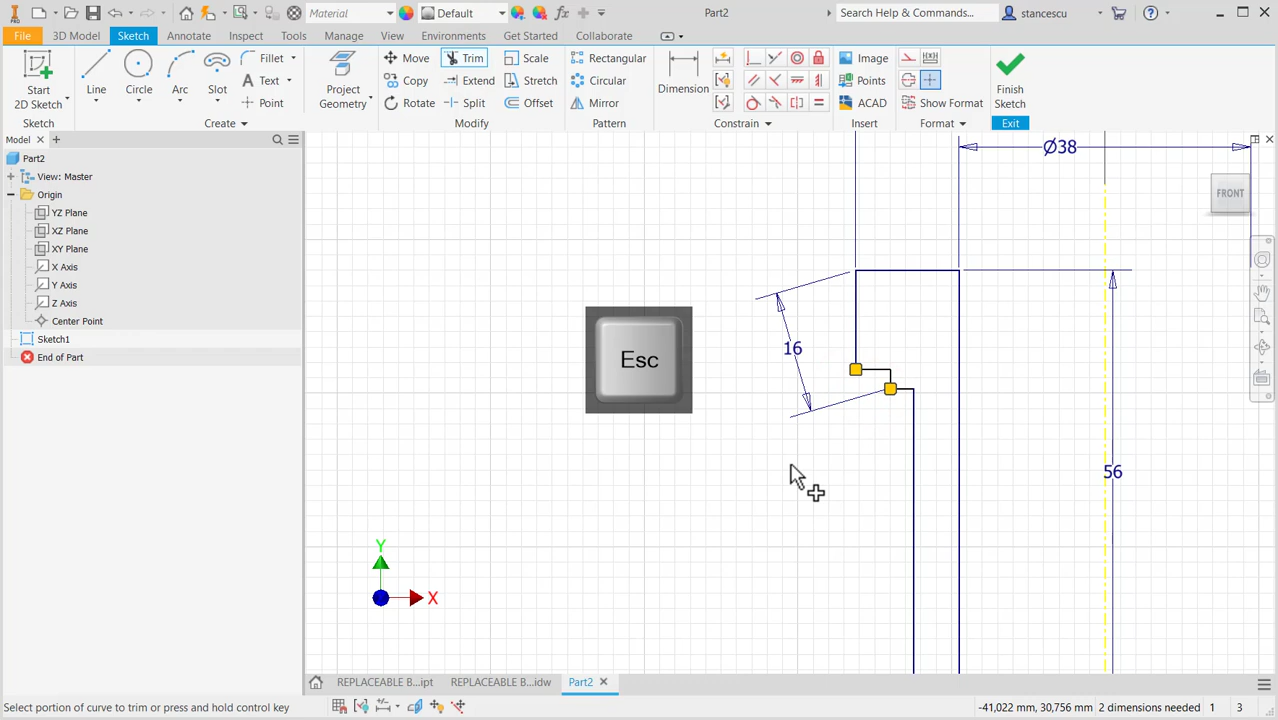 Material
Default
Part2
Search Help & Commands...
stancescu
PRO
File
3D Model
Sketch
Annotate
Inspect
Tools
Manage
View
Environments
Get Started
Collaborate
Start
2D Sketch
Line
Circle
Arc
Slot
Fillet
Text
Point
Project
Geometry
Move
Copy
Rotate
Trim
Extend
Split
Scale
Stretch
Offset
Rectangular
Circular
Mirror
Dimension
Image
Points
ACAD
Show Format
Finish
Sketch
Sketch
Create
Modify
Pattern
Constrain
Insert
Format
Exit
Model
Part2
View: Master
Origin
YZ Plane
XZ Plane
XY Plane
X Axis
Y Axis
Z Axis
Center Point
Sketch1
End of Part
Ø38
FRONT
16
Esc
56
Y
X
REPLACEABLE B...ipt
REPLACEABLE B...idw
Part2
Select portion of curve to trim or press and hold control key
-41,022 mm, 30,756 mm
2 dimensions needed
1
3